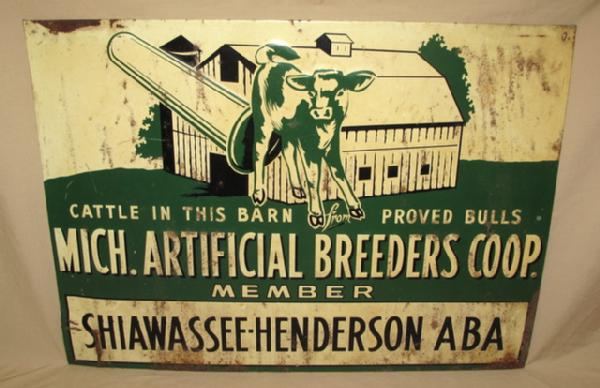 CATTLE IN THIS BARN from PROVED BULLS
MICH. ARTIFICIAL BREEDERS COOP.
MEMBER
SHIAWASSEE-HENDERSON ABA